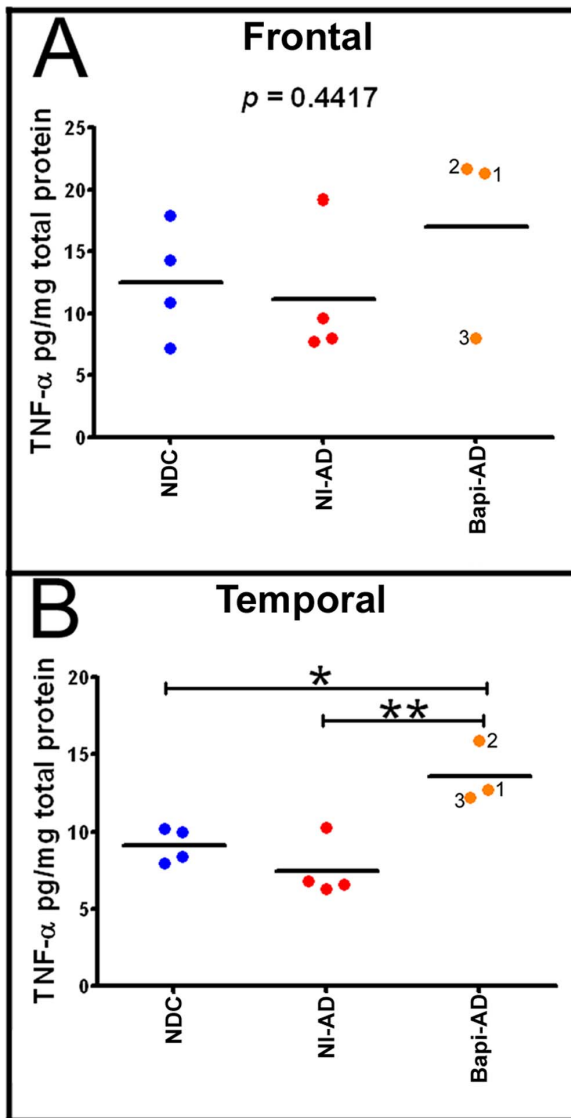 A
Frontal
p = 0.4417
TNF-α pg/mg total protein
25
20
15
10
5
0
2
1
3
NDC
NI-AD
Bapi-AD
B
Temporal
TNF-α pg/mg total protein
20
15
10
5
0
*
**
2
1
3
NDC
NI-AD
Bapi-AD